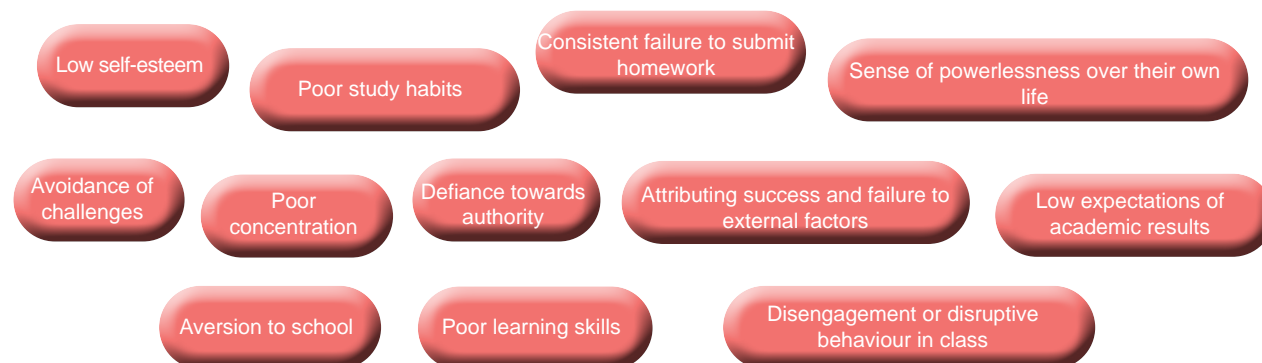 Low self-esteem
Poor study habits
Consistent failure to submit
homework
Sense of powerlessness over their own
life
Avoidance of
challenges
Poor
concentration
Defiance towards
authority
Attributing success and failure to
external factors
Low expectations of
academic results
Aversion to school
Poor learning skills
Disengagement or disruptive
behaviour in class